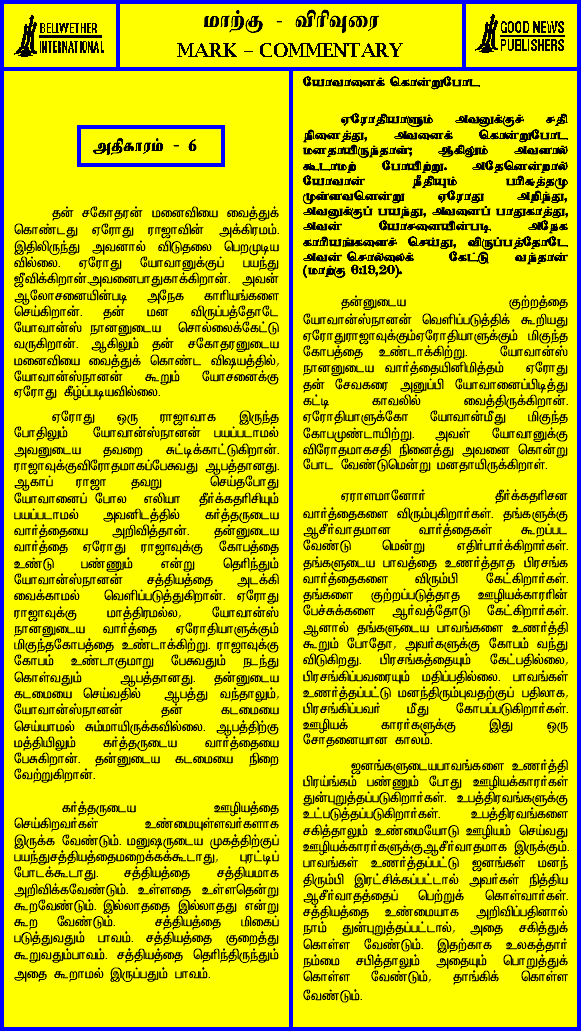 BELWETHER
INTERNATIONAL
மாற்கு - விரிவுரை
MARK – COMMENTARY
GOOD NEWS
PUBLISHERS
அதிகாரம் - 6
தன் சகோதரன் மனைவியை வைத்துக்
கொண்டது ஏரோது ராஜாவின் அக்கிரமம்.
இதிலிருந்து அவனால் விடுதலை பெறமுடிய
வில்லை. ஏரோது யோவானுக்குப் பயந்து
ஜீவிக்கிறான்.அவனைபாதுகாக்கிறான். அவன்
ஆலோசனையின்படி அநேக காரியங்களை
செய்கிறான். தன் மன விருப்பத்தோடே
யோவான்ஸ் நானனுடைய சொல்லைக்கேட்டு
வருகிறான். ஆகிலும் தன் சகோதரனுடைய
மனைவியை வைத்துக் கொண்ட விஷயத்தில்,
யோவான்ஸ்நானன் கூறும் யோசனைக்கு
ஏரோது கீழ்ப்படியவில்லை.
ஏரோது ஒரு ராஜாவாக இருந்த
போதிலும் யோவான்ஸ்நானன் பயப்படாமல்
அவனுடைய தவறை சுட்டிக்காட்டுகிறான்.
ராஜாவுக்குவிரோதமாகப்பேசுவது ஆபத்தானது.
ஆகாப் ராஜா தவறு செய்தபோது
யோவானைப் போல எலியா தீர்க்கதரிசியும்
பயப்படாமல் அவனிடத்தில் கர்த்தருடைய
வார்த்தையை அறிவித்தான். தன்னுடைய
வார்த்தை ஏரோது ராஜாவுக்கு கோபத்தை
உண்டு பண்ணும் என்று தெரிந்தும்
யோவான்ஸ்நானன் சத்தியத்தை அடக்கி
வைக்காமல் வெளிப்படுத்துகிறான். ஏரோது
ராஜாவுக்கு மாத்திரமல்ல, யோவான்ஸ்
நானனுடைய வார்த்தை ஏரோதியாளுக்கும்
மிகுந்தகோபத்தை உண்டாக்கிற்று. ராஜாவுக்கு
கோபம் உண்டாகுமாறு பேசுவதும் நடந்து
கொள்வதும் ஆபத்தானது. தன்னுடைய
கடமையை செய்வதில் ஆபத்து வந்தாலும்,
யோவான்ஸ்நானன் தன் கடமையை
செய்யாமல் சும்மாயிருக்கவில்லை. ஆபத்திற்கு
மத்தியிலும் கர்த்தருடைய வார்த்தையை
பேசுகிறான். தன்னுடைய கடமையை நிறை
வேற்றுகிறான்.
கர்த்தருடைய ஊழியத்தை
செய்கிறவர்கள் உண்மையுள்ளவர்களாக
இருக்க வேண்டும். மனுஷருடைய முகத்திற்குப்
பயந்துசத்தியத்தைமறைக்கக்கூடாது, புரட்டிப்
போடக்கூடாது. சத்தியத்தை சத்தியமாக
அறிவிக்கவேண்டும். உள்ளதை உள்ளதென்று
கூறவேண்டும். இல்லாததை இல்லாதது என்று
கூற வேண்டும். சத்தியத்தை மிகைப்
படுத்துவதும் பாவம். சத்தியத்தை குறைத்து
கூறுவதும்பாவம். சத்தியத்தை தெரிந்திருந்தும்
அதை கூறாமல் இருப்பதும் பாவம்.
யோவானைக் கொன்றுபோட
ஏரோதியாளும் அவனுக்குச் சதி
நினைத்து, அவனைக் கொன்றுபோட
மனதாயிருந்தாள்; ஆகிலும் அவளால்
கூடாமற் போயிற்று. அதேனென்றால்
யோவான் நீதியும் பரிசுத்தமு
முள்ளவனென்று ஏரோது அறிந்து,
அவனுக்குப் பயந்து, அவனைப் பாதுகாத்து,
அவன் யோசனையின்படி அநேக
காரியங்களைச் செய்து, விருப்பத்தோடே
அவன் சொல்லைக் கேட்டு வந்தான்
(மாற்கு 6:19,20).
தன்னுடைய குற்றத்தை
யோவான்ஸ்நானன் வெளிப்படுத்திக் கூறியது
ஏரோதுராஜாவுக்கும்ஏரோதியாளுக்கும் மிகுந்த
கோபத்தை உண்டாக்கிற்று. யோவான்ஸ்
நானனுடைய வார்த்தையினிமித்தம் ஏரோது
தன் சேவகரை அனுப்பி யோவானைப்பிடித்து
கட்டி காவலில் வைத்திருக்கிறான்.
ஏரோதியாளுக்கோ யோவான்மீது மிகுந்த
கோபமுண்டாயிற்று. அவள் யோவானுக்கு
விரோதமாகசதி நினைத்து அவனை கொன்று
போட வேண்டுமென்று மனதாயிருக்கிறாள்.
ஏராளமானோர் தீர்க்கதரிசன
வார்த்தைகளை விரும்புகிறார்கள். தங்களுக்கு
ஆசீர்வாதமான வார்த்தைகள் கூறப்பட
வேண்டு மென்று எதிர்பார்க்கிறார்கள்.
தங்களுடைய பாவத்தை உணர்த்தாத பிரசங்க
வார்த்தைகளை விரும்பி கேட்கிறார்கள்.
தங்களை குற்றப்படுத்தாத ஊழியக்காரரின்
பேச்சுக்களை ஆர்வத்தோடு கேட்கிறார்கள்.
ஆனால் தங்களுடைய பாவங்களை உணர்த்தி
கூறும் போதோ, அவர்களுக்கு கோபம் வந்து
விடுகிறது. பிரசங்கத்தையும் கேட்பதில்லை,
பிரசங்கிப்பவரையும் மதிப்பதில்லை. பாவங்கள்
உணர்த்தப்பட்டு மனந்திரும்புவதற்குப் பதிலாக,
பிரசங்கிப்பவர் மீது கோபப்படுகிறார்கள்.
ஊழியக் காரர்களுக்கு இது ஒரு
சோதனையான காலம்.
ஜனங்களுடையபாவங்களை உணர்த்தி
பிரய்ங்கம் பண்ணும் போது ஊழியக்காரர்கள்
துன்புறுத்தப்படுகிறார்கள். உபத்திரவங்களுக்கு
உட்படுத்தப்படுகிறார்கள். உபத்திரவங்களை
சகித்தாலும் உண்மையோடு ஊழியம் செய்வது
ஊழியக்காரர்களுக்குஆசீர்வாதமாக இருக்கும்.
பாவங்கள் உணர்த்தப்பட்டு ஜனங்கள் மனந்
திரும்பி இரட்சிக்கப்பட்டால் அவர்கள் நித்திய
ஆசீர்வாதத்தைப் பெற்றுக் கொள்வார்கள்.
சத்தியத்தை உண்மையாக அறிவிப்பதினால்
நாம் துன்புறுத்தப்பட்டால், அதை சகித்துக்
கொள்ள வேண்டும். இதற்காக உலகத்தார்
நம்மை சபித்தாலும் அதையும் பொறுத்துக்
கொள்ள வேண்டும், தாங்கிக் கொள்ள
வேண்டும்.